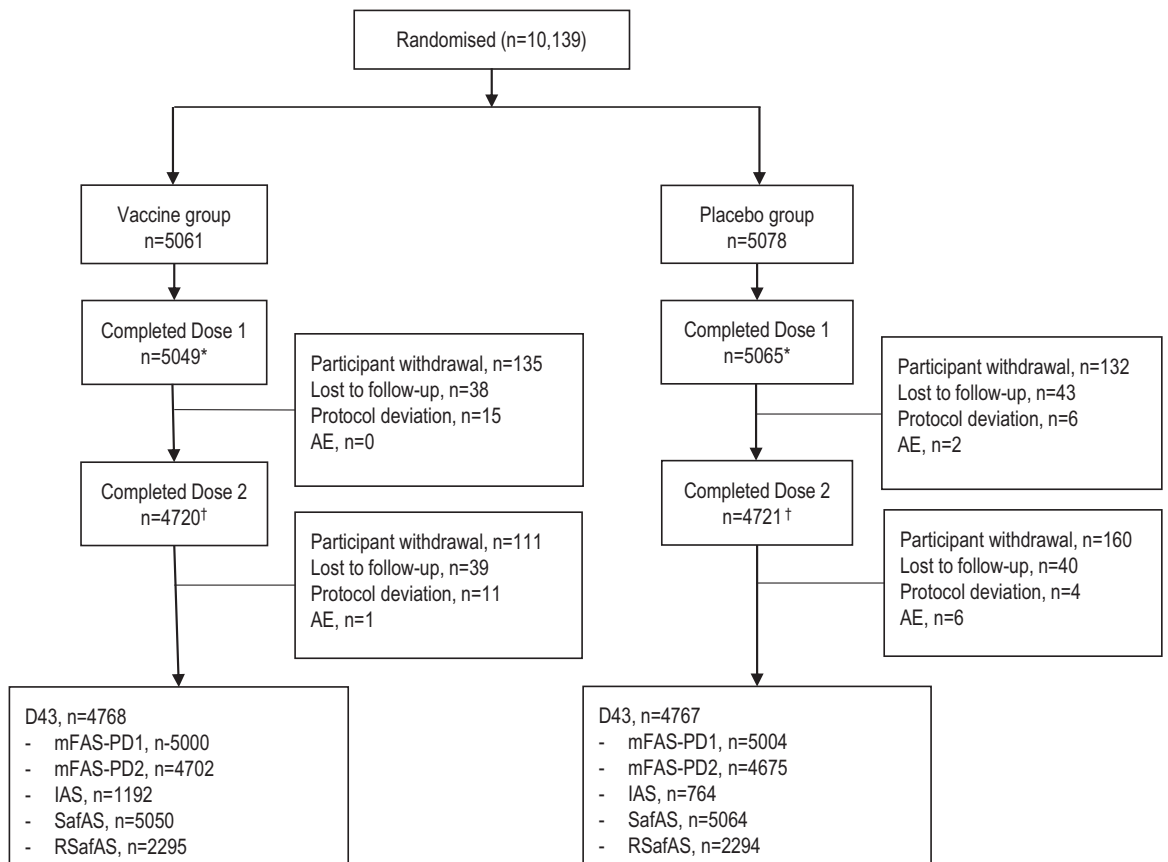 Randomised (n=10,139)
Vaccine group
n=5061
Placebo group
n=5078
Completed Dose 1
n=5049*
Completed Dose 1
n=5065*
Participant withdrawal, n=135
Lost to follow-up, n=38
Protocol deviation, n=15
AE, n=0
Participant withdrawal, n=132
Lost to follow-up, n=43
Protocol deviation, n=6
AE, n=2
Completed Dose 2
n=4720†
Completed Dose 2
n=4721†
Participant withdrawal, n=111
Lost to follow-up, n=39
Protocol deviation, n=11
AE, n=1
Participant withdrawal, n=160
Lost to follow-up, n=40
Protocol deviation, n=4
AE, n=6
D43, n=4768
- mFAS-PD1, n-5000
- mFAS-PD2, n=4702
- IAS, n=1192
- SafAS, n=5050
- RSafAS, n=2295
D43, n=4767
- mFAS-PD1, n=5004
- mFAS-PD2, n=4675
- IAS, n=764
- SafAS, n=5064
- RSafAS, n=2294